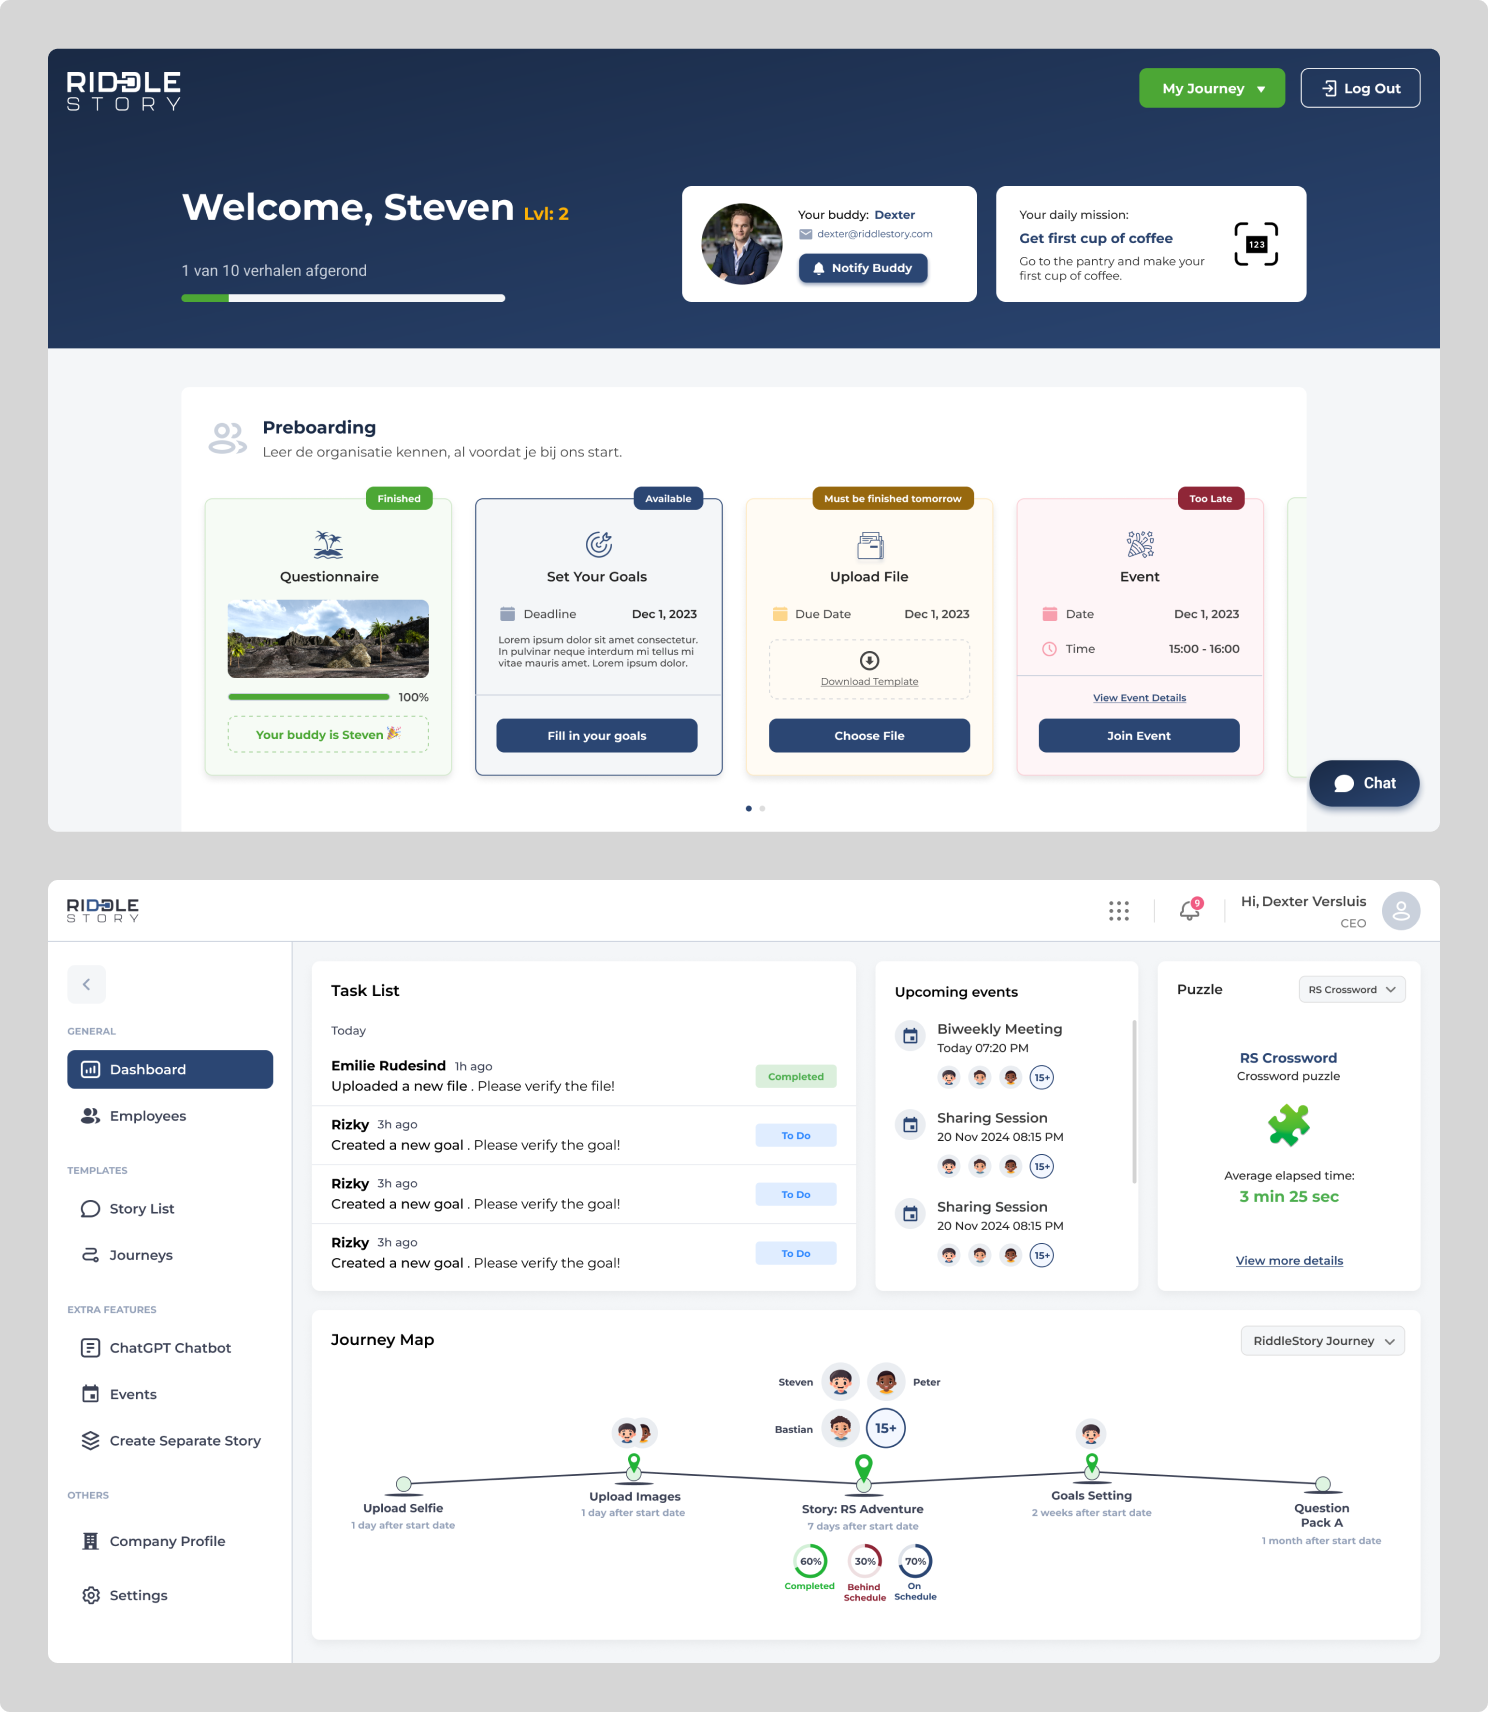 RIDDLE
STORY
My Journey
Log Out
Welcome, Steven Lvl: 2
1 van 10 verhalen afgerond
Your buddy: Dexter
dexter@riddlestory.com
Notify Buddy
Your daily mission:
Get first cup of coffee
Go to the pantry and make your
first cup of coffee.
123
Preboarding
Leer de organisatie kennen, al voordat je bij ons start.
Finished
Questionnaire
100%
Your buddy is Steven
Available
Set Your Goals
Deadline Dec 1, 2023
Lorem ipsum dolor sit amet consectetur.
In pulvinar neque interdum mi tellus mi
vitae mauris amet. Lorem ipsum dolor.
Fill in your goals
Must be finished tomorrow
Upload File
Due Date Dec 1, 2023
Download Template
Choose File
Too Late
Event
Date Dec 1, 2023
Time 15:00 - 16:00
View Event Details
Join Event
Chat
RIDDLE
STORY
9
Hi, Dexter Versluis
CEO
GENERAL
Dashboard
Employees
TEMPLATES
Story List
Journeys
EXTRA FEATURES
ChatGPT Chatbot
Events
Create Separate Story
OTHERS
Company Profile
Settings
Task List
Today
Emilie Rudesind 1h ago
Uploaded a new file . Please verify the file!
Completed
Rizky 3h ago
Created a new goal . Please verify the goal!
To Do
Rizky 3h ago
Created a new goal . Please verify the goal!
To Do
Rizky 3h ago
Created a new goal . Please verify the goal!
To Do
Upcoming events
Biweekly Meeting
Today 07:20 PM
15+
Sharing Session
20 Nov 2024 08:15 PM
15+
Sharing Session
20 Nov 2024 08:15 PM
15+
Puzzle
RS Crossword
RS Crossword
Crossword puzzle
Average elapsed time:
3 min 25 sec
View more details
Journey Map
RiddleStory Journey
Steven
Peter
Bastian
15+
Upload Selfie
1 day after start date
Upload Images
1 day after start date
Story: RS Adventure
7 days after start date
60%
Completed
30%
Behind
Schedule
70%
On
Schedule
Goals Setting
2 weeks after start date
Question
Pack A
1 month after start date